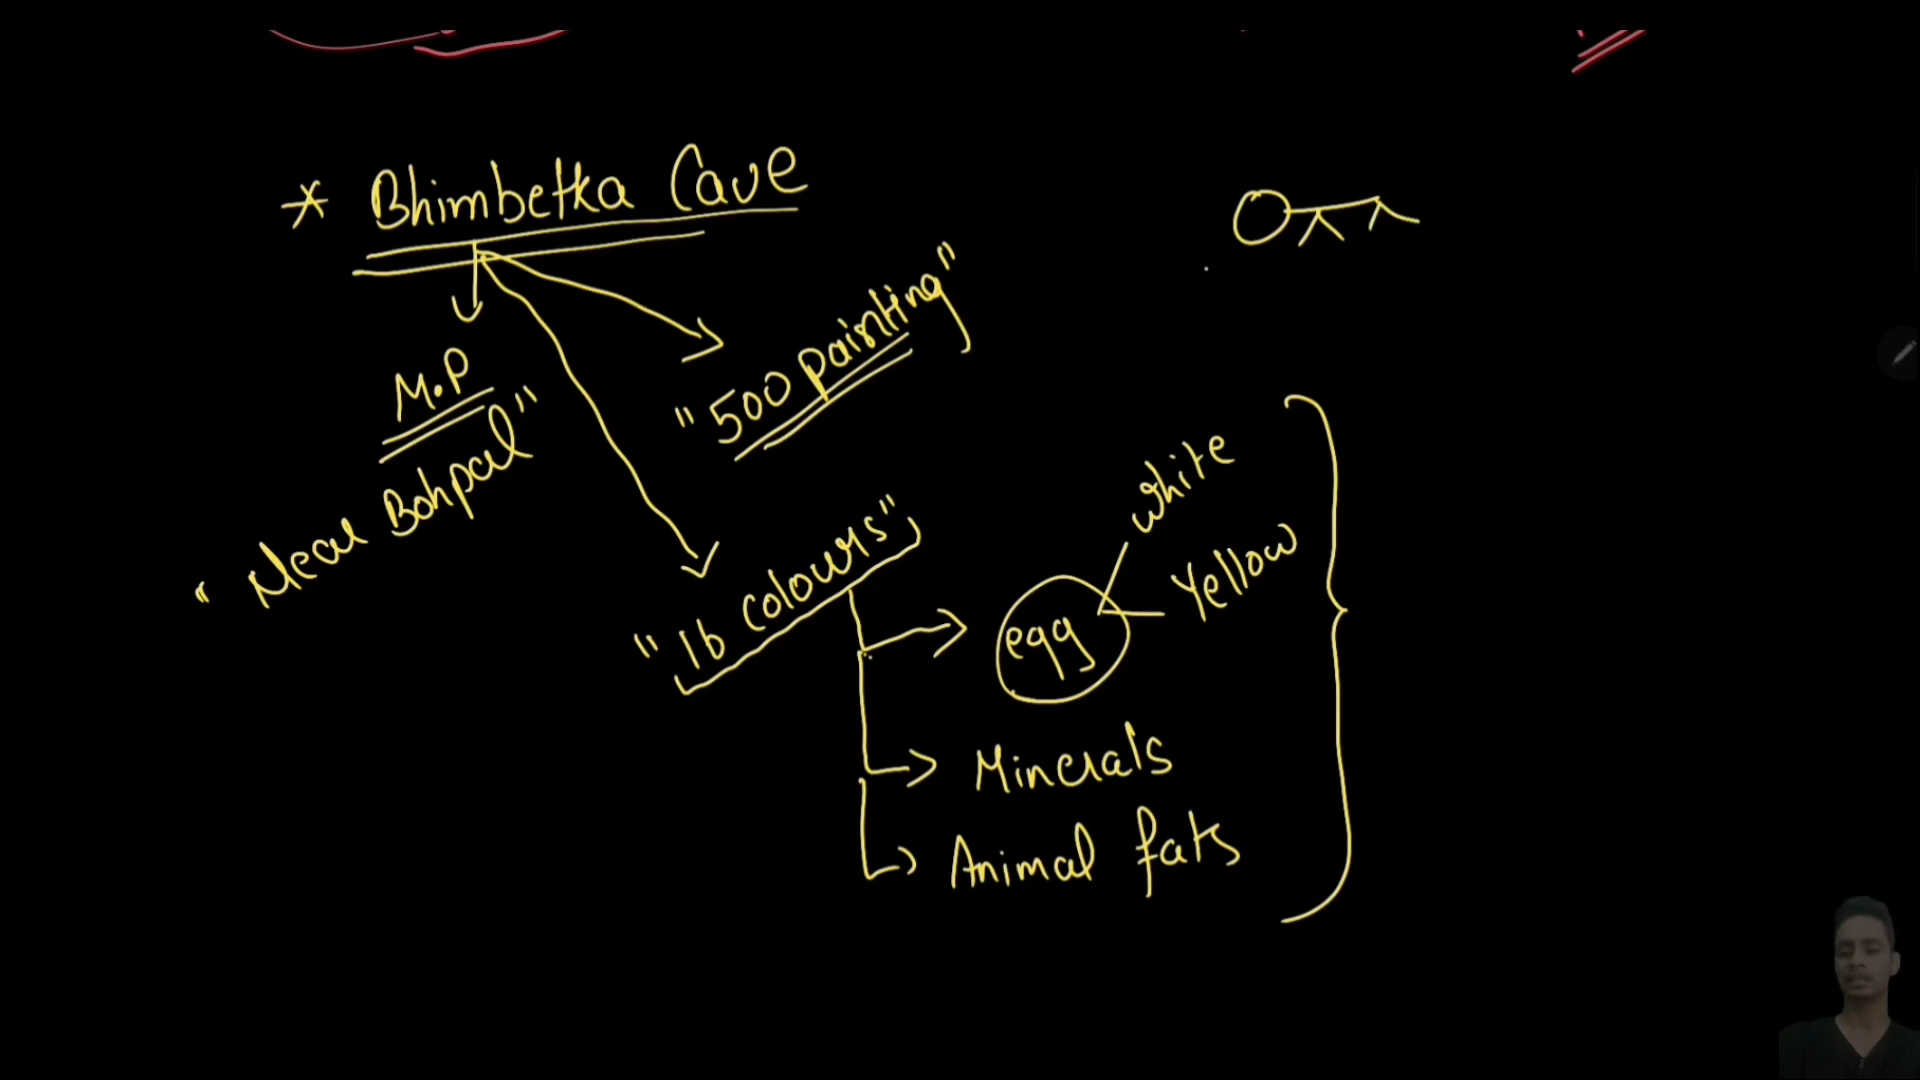 * Bhimbetka Cave
M.P
"Near Bohpal"
"500 painting"
"16 colours"
egg
white
Yellow
Minerals
Animal fats